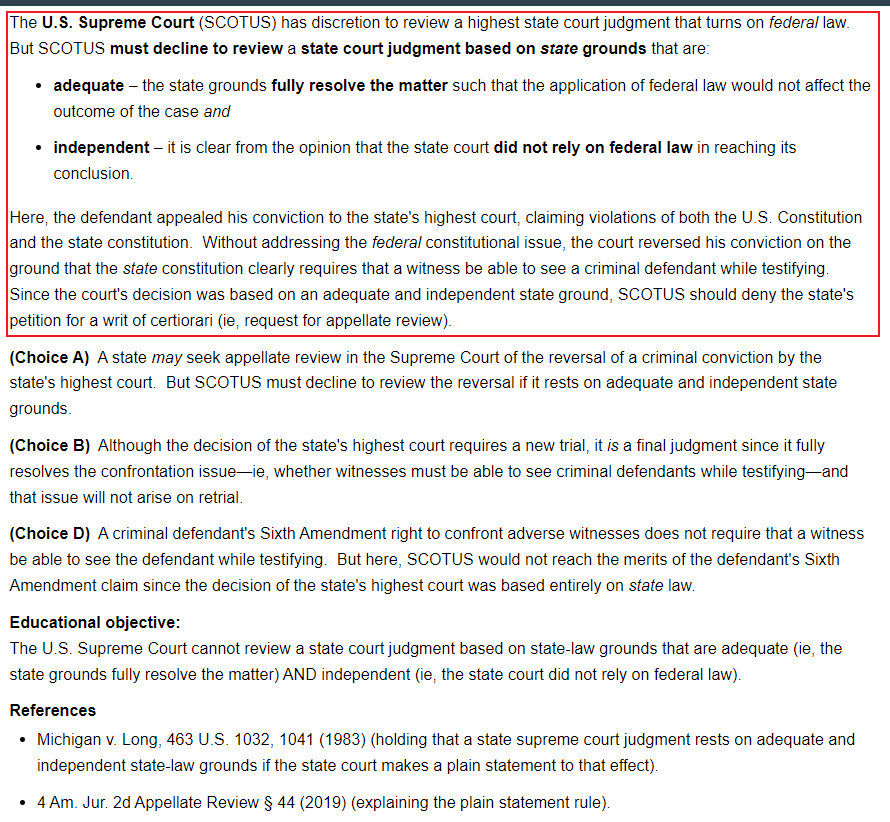 The U.S. Supreme Court (SCOTUS) has discretion to review a highest state court judgment that turns on federal law.
But SCOTUS must decline to review a state court judgment based on state grounds that are:
• adequate – the state grounds fully resolve the matter such that the application of federal law would not affect the
outcome of the case and
• independent – it is clear from the opinion that the state court did not rely on federal law in reaching its
conclusion.
Here, the defendant appealed his conviction to the state's highest court, claiming violations of both the U.S. Constitution
and the state constitution. Without addressing the federal constitutional issue, the court reversed his conviction on the
ground that the state constitution clearly requires that a witness be able to see a criminal defendant while testifying.
Since the court's decision was based on an adequate and independent state ground, SCOTUS should deny the state's
petition for a writ of certiorari (ie, request for appellate review).
(Choice A) A state may seek appellate review in the Supreme Court of the reversal of a criminal conviction by the
state's highest court. But SCOTUS must decline to review the reversal if it rests on adequate and independent state
grounds.
(Choice B) Although the decision of the state's highest court requires a new trial, it is a final judgment since it fully
resolves the confrontation issue—ie, whether witnesses must be able to see criminal defendants while testifying—and
that issue will not arise on retrial.
(Choice D) A criminal defendant's Sixth Amendment right to confront adverse witnesses does not require that a witness
be able to see the defendant while testifying. But here, SCOTUS would not reach the merits of the defendant's Sixth
Amendment claim since the decision of the state's highest court was based entirely on state law.
Educational objective:
The U.S. Supreme Court cannot review a state court judgment based on state-law grounds that are adequate (ie, the
state grounds fully resolve the matter) AND independent (ie, the state court did not rely on federal law).
References
• Michigan v. Long, 463 U.S. 1032, 1041 (1983) (holding that a state supreme court judgment rests on adequate and
independent state-law grounds if the state court makes a plain statement to that effect).
• 4 Am. Jur. 2d Appellate Review § 44 (2019) (explaining the plain statement rule).